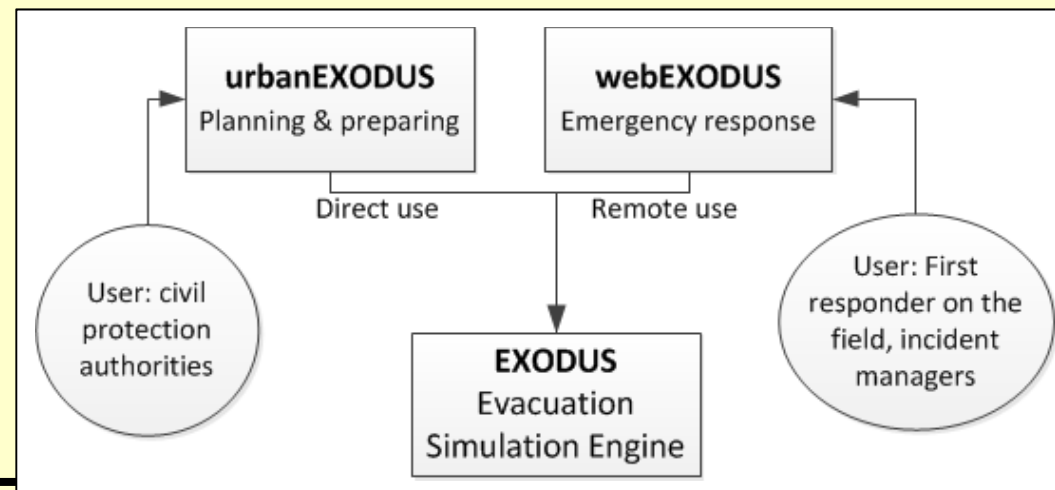 urbanEXODUS
Planning & preparing
webEXODUS
Emergency response
Direct use
Remote use
User: civil
protection
authorities
User: First
responder on the
field, incident
managers
EXODUS
Evacuation
Simulation Engine